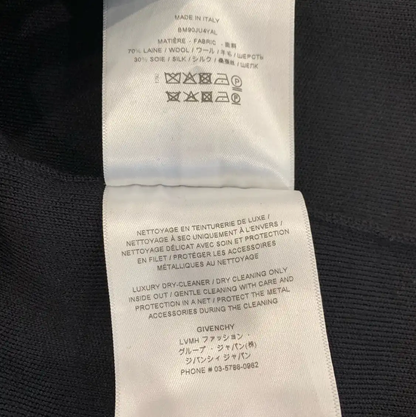 MADE IN ITALY
BM90JU4YAL
MATIÈRE - FABRIC -
70% LAINE / WOOL / ウール / 羊毛 / ШЕРСТЬ
30% SOIE / SILK / シルク / ШЕЛК
NETTOYAGE EN TEINTURERIE DE LUXE /
NETTOYAGE À SEC UNIQUEMENT À L'ENVERS /
NETTOYAGE DÉLICAT AVEC SOIN ET PROTECTION
EN FILET / PROTÉGER LES ACCESSOIRES
MÉTALLIQUES AU NETTOYAGE
LUXURY DRY-CLEANER / DRY CLEANING ONLY
INSIDE OUT / GENTLE CLEANING WITH CARE AND
PROTECTION IN A NET / PROTECT THE METAL
ACCESSORIES DURING THE CLEANING
GIVENCHY
LVMH ファッション・
グループ・ジャパン(株)
ジバンシィ ジャパン
PHONE # 03-5786-0962